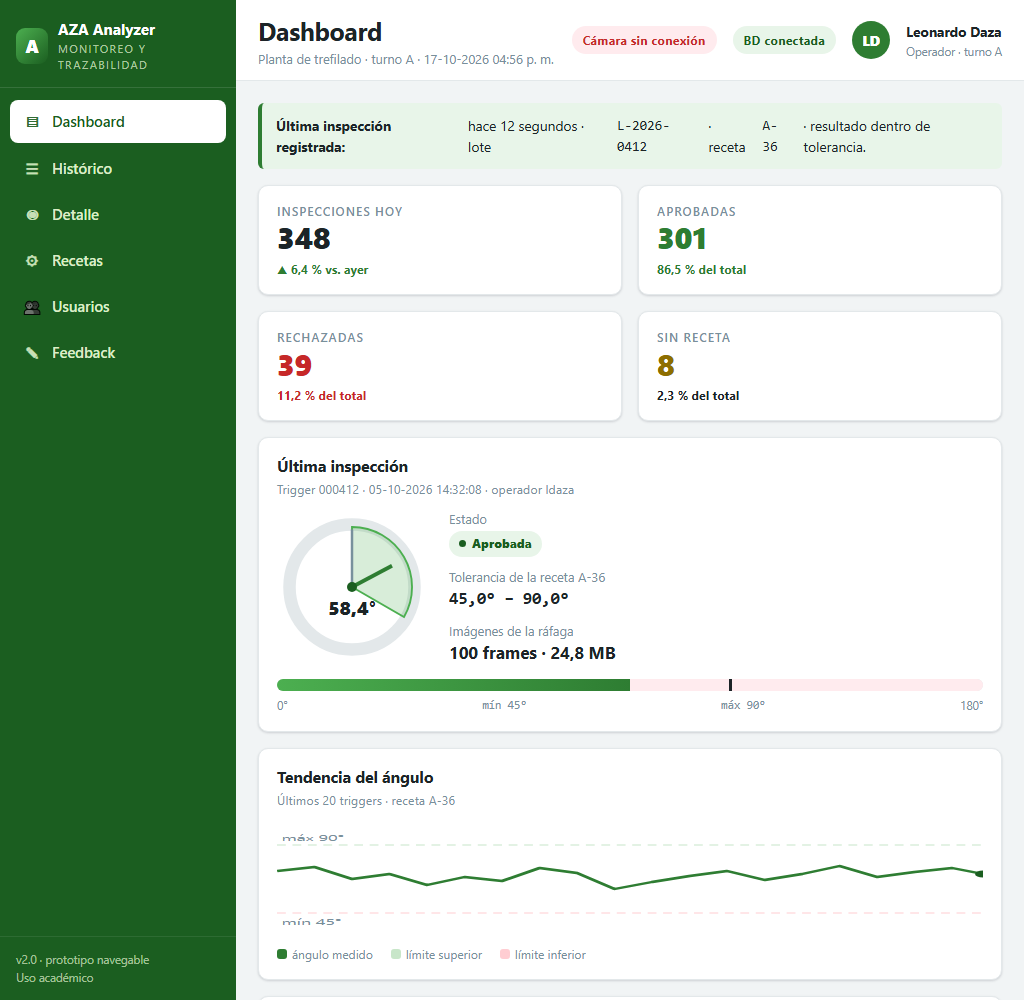 A
AZA Analyzer
MONITOREO Y
TRAZABILIDAD
Dashboard
Histórico
Detalle
Recetas
Usuarios
Feedback
v2.0 · prototipo navegable
Uso académico
Dashboard
Planta de trefilado · turno A · 17-10-2026 04:56 p. m.
Cámara sin conexión
BD conectada
LD
Leonardo Daza
Operador · turno A
Última inspección
registrada:
hace 12 segundos ·
lote
L-2026-
0412
·
receta
A-
36
· resultado dentro de
tolerancia.
INSPECCIONES HOY
348
▲ 6,4 % vs. ayer
APROBADAS
301
86,5 % del total
RECHAZADAS
39
11,2 % del total
SIN RECETA
8
2,3 % del total
Última inspección
Trigger 000412 · 05-10-2026 14:32:08 · operador ldaza
58,4°
Estado
Aprobada
Tolerancia de la receta A-36
45,0° – 90,0°
Imágenes de la ráfaga
100 frames · 24,8 MB
0°
mín 45°
máx 90°
180°
Tendencia del ángulo
Últimos 20 triggers · receta A-36
máx 90°
mín 45°
ángulo medido
límite superior
límite inferior